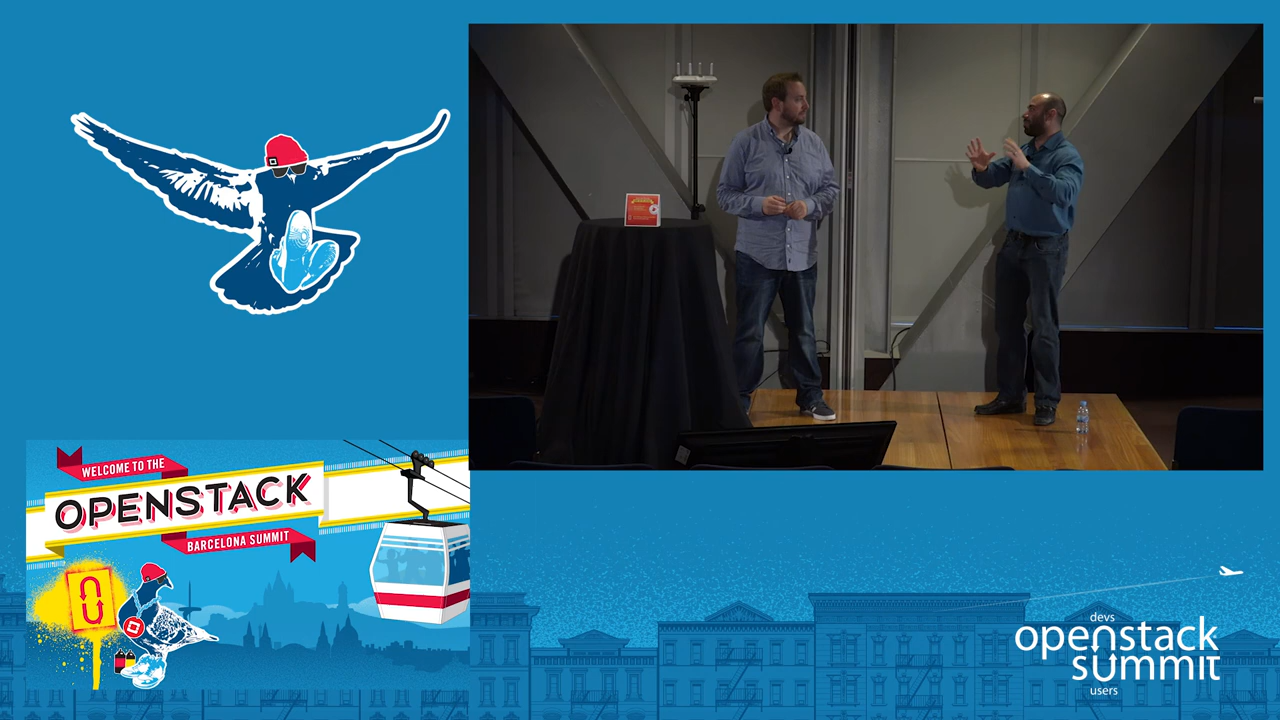 WELCOME TO THE
OPENSTACK
BARCELONA SUMMIT
devs
openstack
summit
users